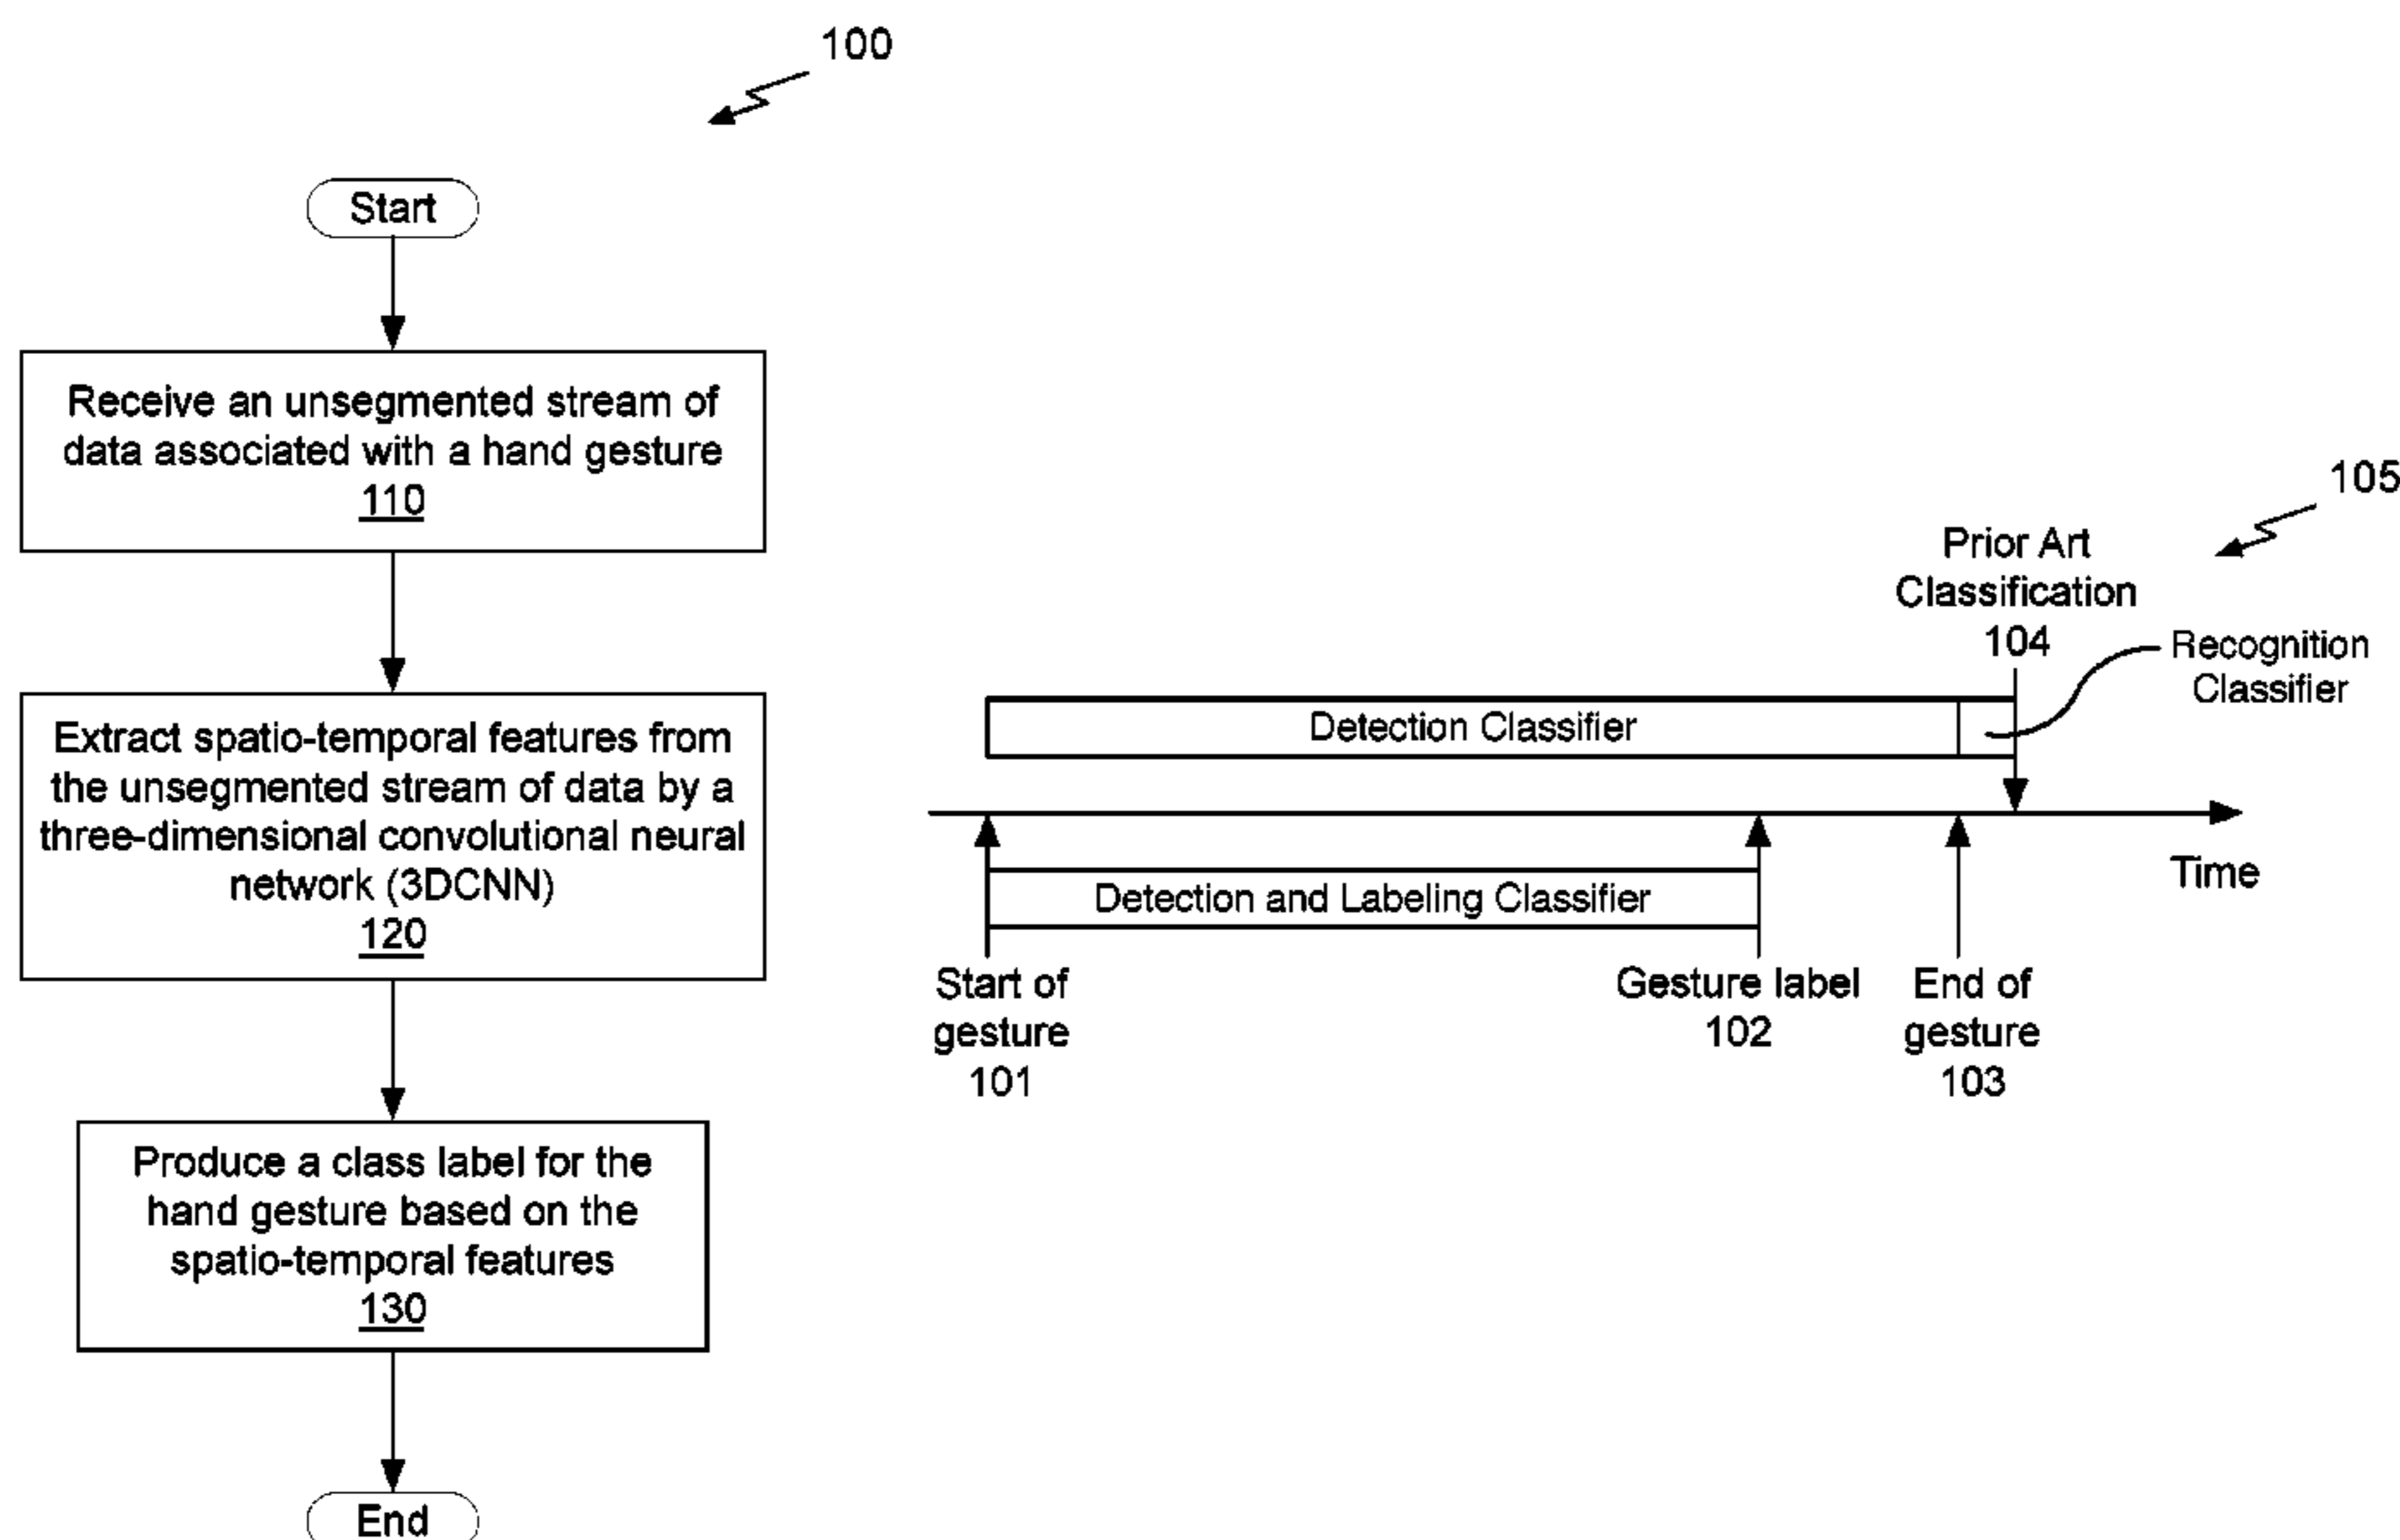 100
Start
Receive an unsegmented stream of
data associated with a hand gesture
110
Extract spatio-temporal features from
the unsegmented stream of data by a
three-dimensional convolutional neural
network (3DCNN)
120
Produce a class label for the
hand gesture based on the
spatio-temporal features
130
End
105
Prior Art
Classification
104
Recognition
Classifier
Detection Classifier
Time
Detection and Labeling Classifier
Start of
gesture
101
Gesture label
102
End of
gesture
103